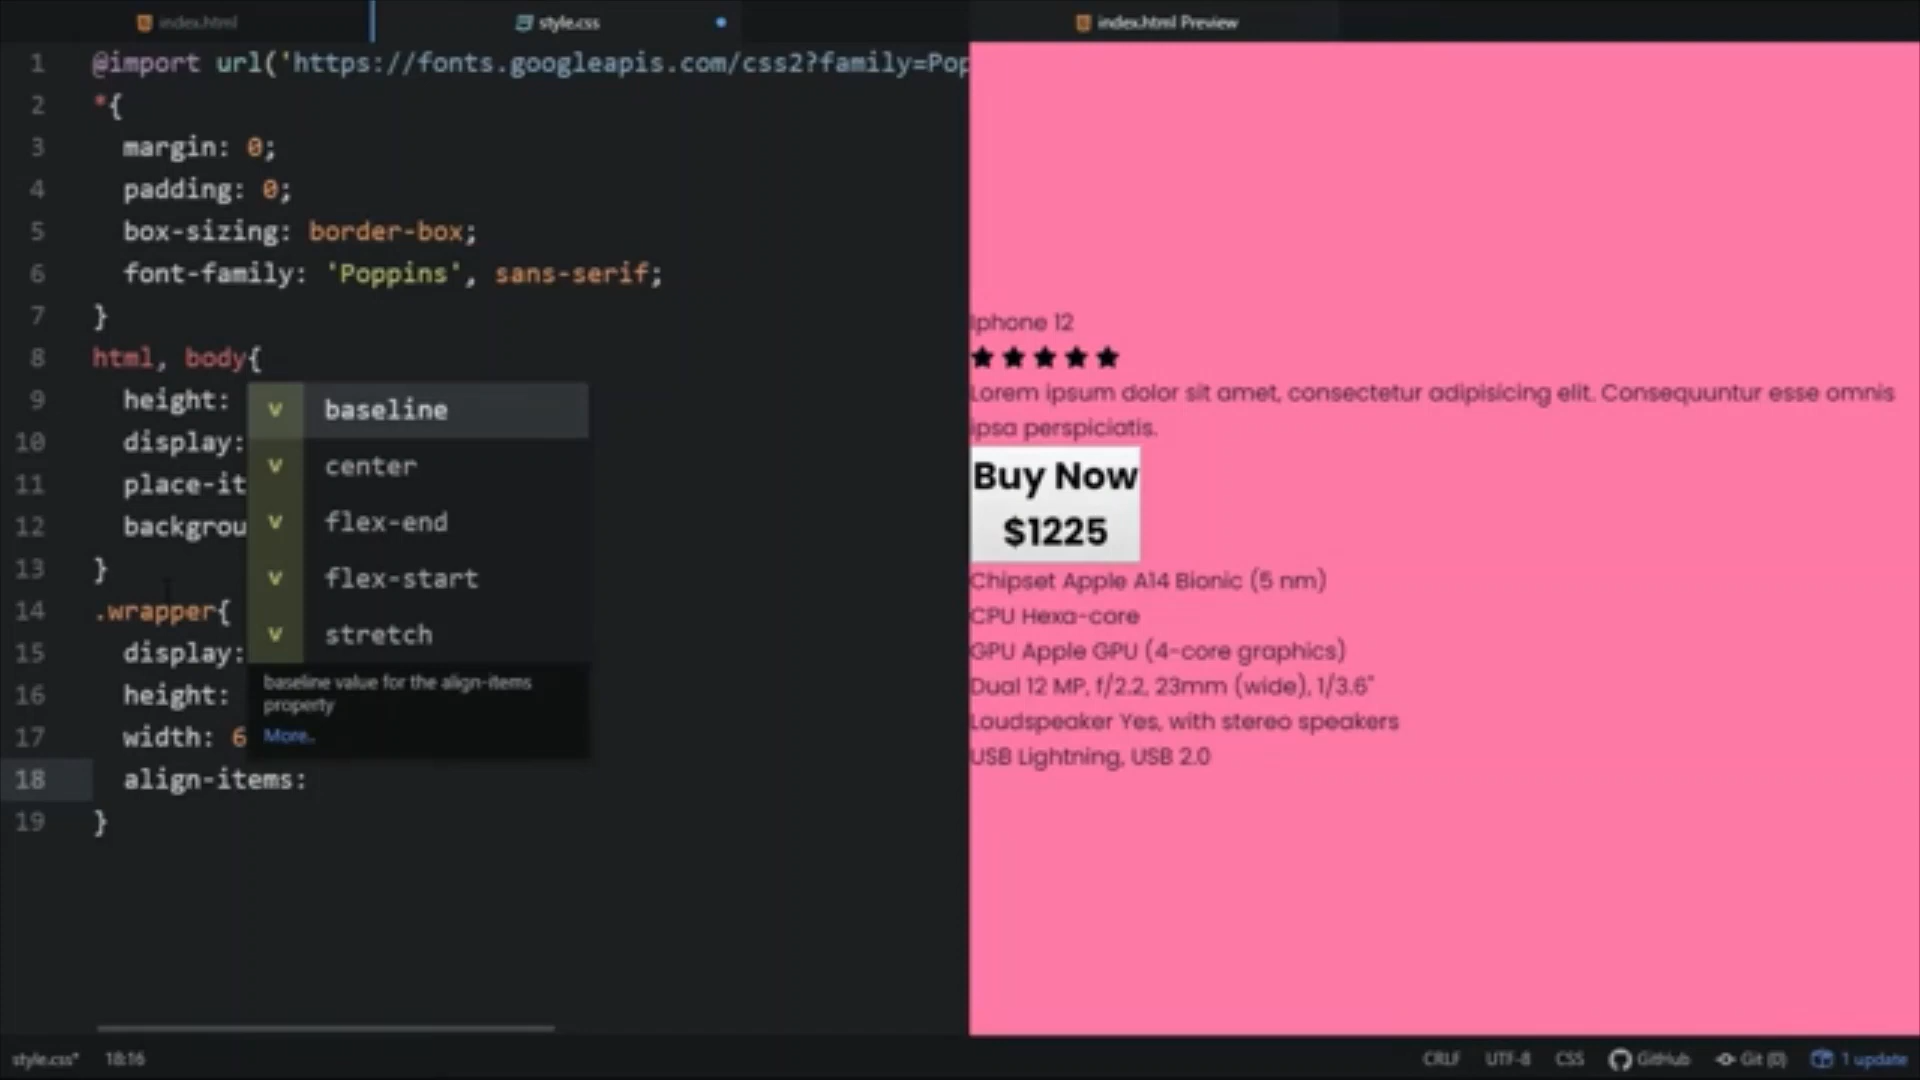 index.html
style.css
index.html Preview
1 @import url('https://fonts.googleapis.com/css2?family=Pop
2 *{
3 margin: 0;
4 padding: 0;
5 box-sizing: border-box;
6 font-family: 'Poppins', sans-serif;
7 }
8 html, body{
9 height:
10 display:
11 place-it
12 backgrou
13 }
14 .wrapper{
15 display:
16 height:
17 width: 6
18 align-items:
19 }
v baseline
v center
v flex-end
v flex-start
v stretch
baseline value for the align-items
property
More..
Iphone 12
Lorem ipsum dolor sit amet, consectetur adipisicing elit. Consequuntur esse omnis
ipsa perspiciatis.
Buy Now
$1225
Chipset Apple A14 Bionic (5 nm)
CPU Hexa-core
GPU Apple GPU (4-core graphics)
Dual 12 MP, f/2.2, 23mm (wide), 1/3.6"
Loudspeaker Yes, with stereo speakers
USB Lightning, USB 2.0
style.css* 18:16
CRLF UTF-8 CSS GitHub Git (0) 1 update